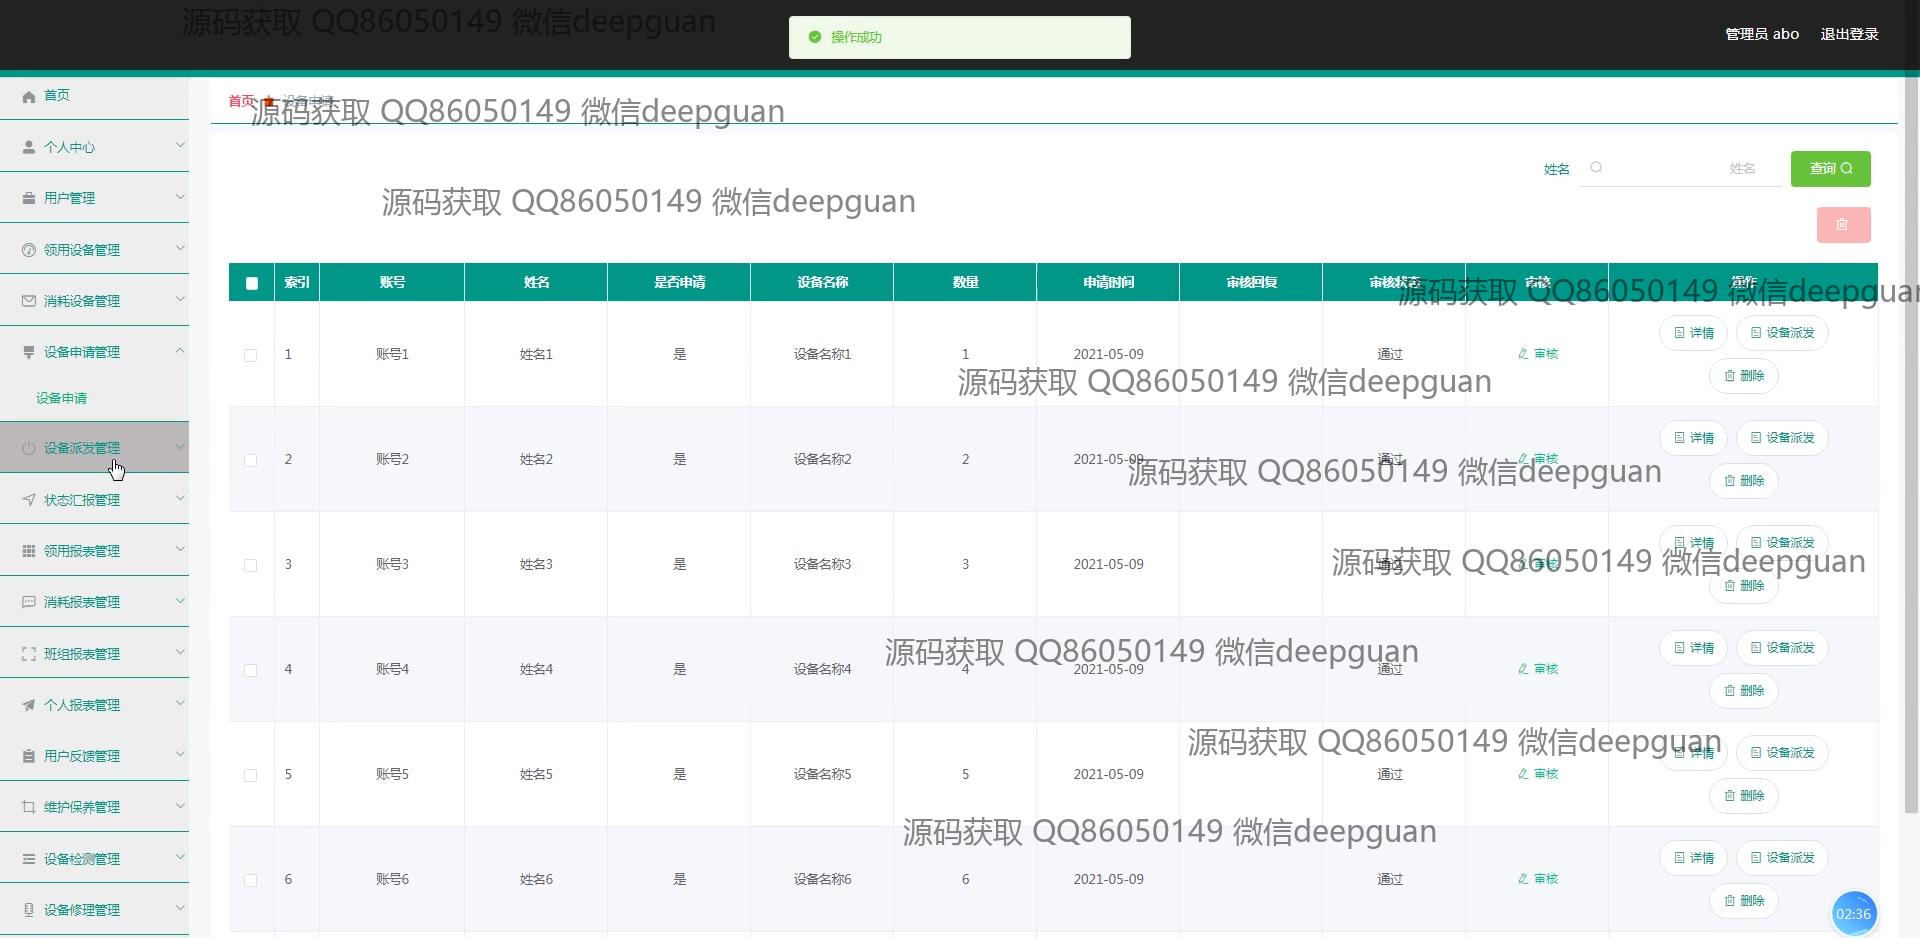 源码获取 QQ86050149 微信deepguan
操作成功
管理员 abo 退出登录
首页
个人中心
用户管理
领用设备管理
消耗设备管理
设备申请管理
设备申请
设备派发管理
状态汇报管理
领用报表管理
消耗报表管理
班组报表管理
个人报表管理
用户反馈管理
维护保养管理
设备检测管理
设备修理管理
首页 设备申请
源码获取 QQ86050149 微信deepguan
姓名 姓名 查询
源码获取 QQ86050149 微信deepguan
索引 账号 姓名 是否申请 设备名称 数量 申请时间 审核回复 审核状态 审核 操作
源码获取 QQ86050149 微信deepguan
1 账号1 姓名1 是 设备名称1 1 2021-05-09 通过 审核 详情 设备派发 删除
源码获取 QQ86050149 微信deepguan
2 账号2 姓名2 是 设备名称2 2 2021-05-09 通过 审核 详情 设备派发 删除
源码获取 QQ86050149 微信deepguan
3 账号3 姓名3 是 设备名称3 3 2021-05-09 通过 审核 详情 设备派发 删除
源码获取 QQ86050149 微信deepguan
4 账号4 姓名4 是 设备名称4 4 2021-05-09 通过 审核 详情 设备派发 删除
源码获取 QQ86050149 微信deepguan
5 账号5 姓名5 是 设备名称5 5 2021-05-09 通过 审核 详情 设备派发 删除
源码获取 QQ86050149 微信deepguan
6 账号6 姓名6 是 设备名称6 6 2021-05-09 通过 审核 详情 设备派发 删除
源码获取 QQ86050149 微信deepguan
02:36